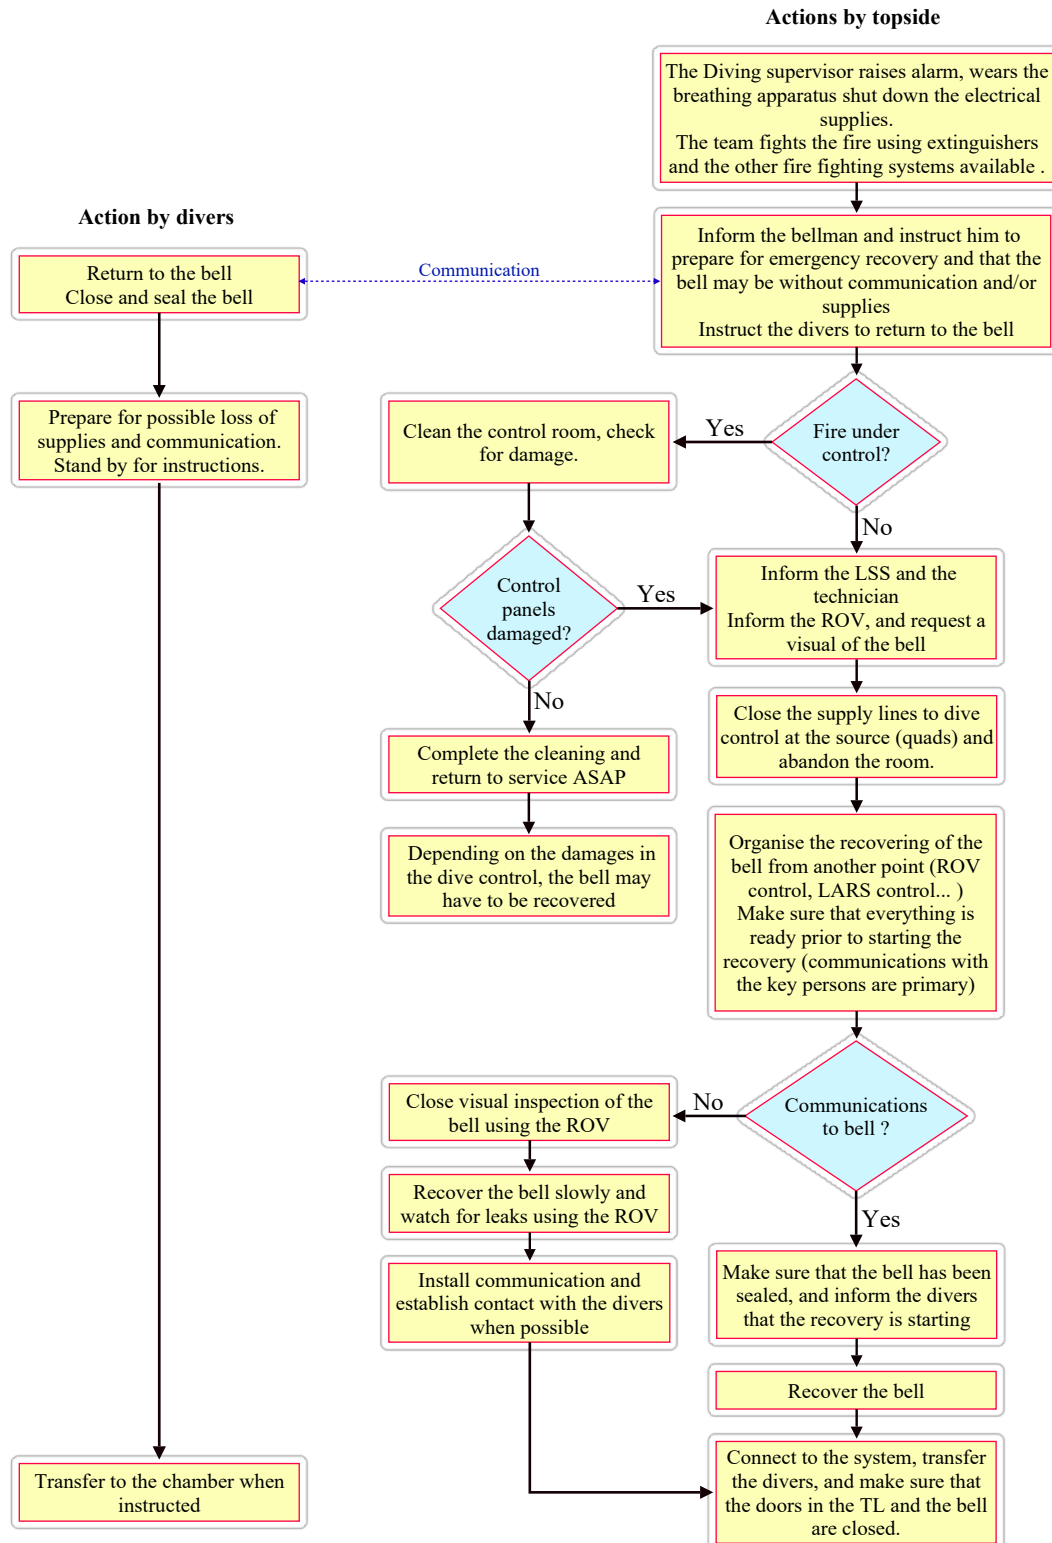 Actions by topside
The Diving supervisor raises alarm, wears the
breathing apparatus shut down the electrical
supplies.
The team fights the fire using extinguishers
and the other fire fighting systems available .
Action by divers
Inform the bellman and instruct him to
prepare for emergency recovery and that the
bell may be without communication and/or
supplies
Instruct the divers to return to the bell
Communication
Return to the bell
Close and seal the bell
Prepare for possible loss of
supplies and communication.
Stand by for instructions.
Fire under
control?
Yes
Clean the control room, check
for damage.
No
Control
panels
damaged?
Yes
Inform the LSS and the
technician
Inform the ROV, and request a
visual of the bell
No
Close the supply lines to dive
control at the source (quads) and
abandon the room.
Complete the cleaning and
return to service ASAP
Depending on the damages in
the dive control, the bell may
have to be recovered
Organise the recovering of the
bell from another point (ROV
control, LARS control... )
Make sure that everything is
ready prior to starting the
recovery (communications with
the key persons are primary)
Communications
to bell ?
No
Close visual inspection of the
bell using the ROV
Recover the bell slowly and
watch for leaks using the ROV
Install communication and
establish contact with the divers
when possible
Yes
Make sure that the bell has been
sealed, and inform the divers
that the recovery is starting
Recover the bell
Connect to the system, transfer
the divers, and make sure that
the doors in the TL and the bell
are closed.
Transfer to the chamber when
instructed